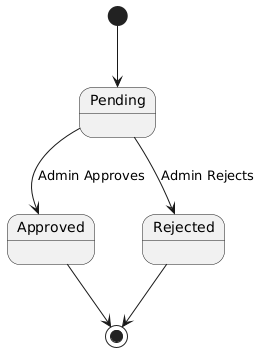 Pending
Admin Approves
Admin Rejects
Approved
Rejected